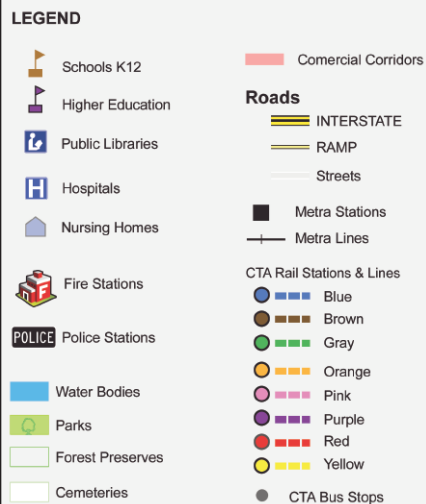 LEGEND
Schools K12
Higher Education
Public Libraries
H Hospitals
Nursing Homes
F Fire Stations
POLICE Police Stations
Water Bodies
Parks
Forest Preserves
Cemeteries
Comercial Corridors
Roads
INTERSTATE
RAMP
Streets
Metra Stations
Metra Lines
CTA Rail Stations & Lines
Blue
Brown
Gray
Orange
Pink
Purple
Red
Yellow
CTA Bus Stops